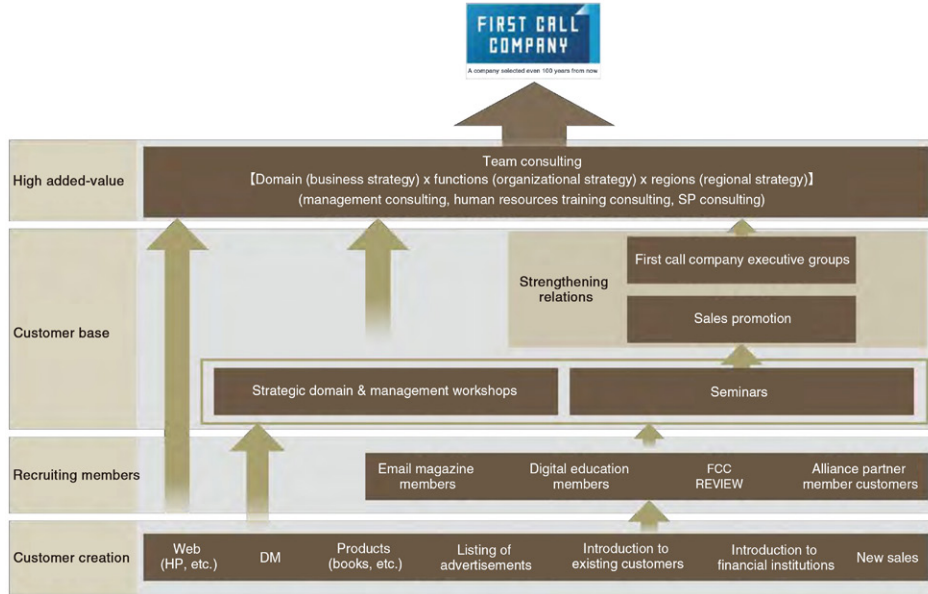 FIRST CALL
COMPANY
A company selected even 100 years from now
High added-value
Team consulting
【Domain (business strategy) x functions (organizational strategy) x regions (regional strategy)】
(management consulting, human resources training consulting, SP consulting)
Customer base
Strengthening
relations
First call company executive groups
Sales promotion
Strategic domain & management workshops
Seminars
Recruiting members
Email magazine
members
Digital education
members
FCC
REVIEW
Alliance partner
member customers
Customer creation
Web
(HP, etc.)
DM
Products
(books, etc.)
Listing of
advertisements
Introduction to
existing customers
Introduction to
financial institutions
New sales